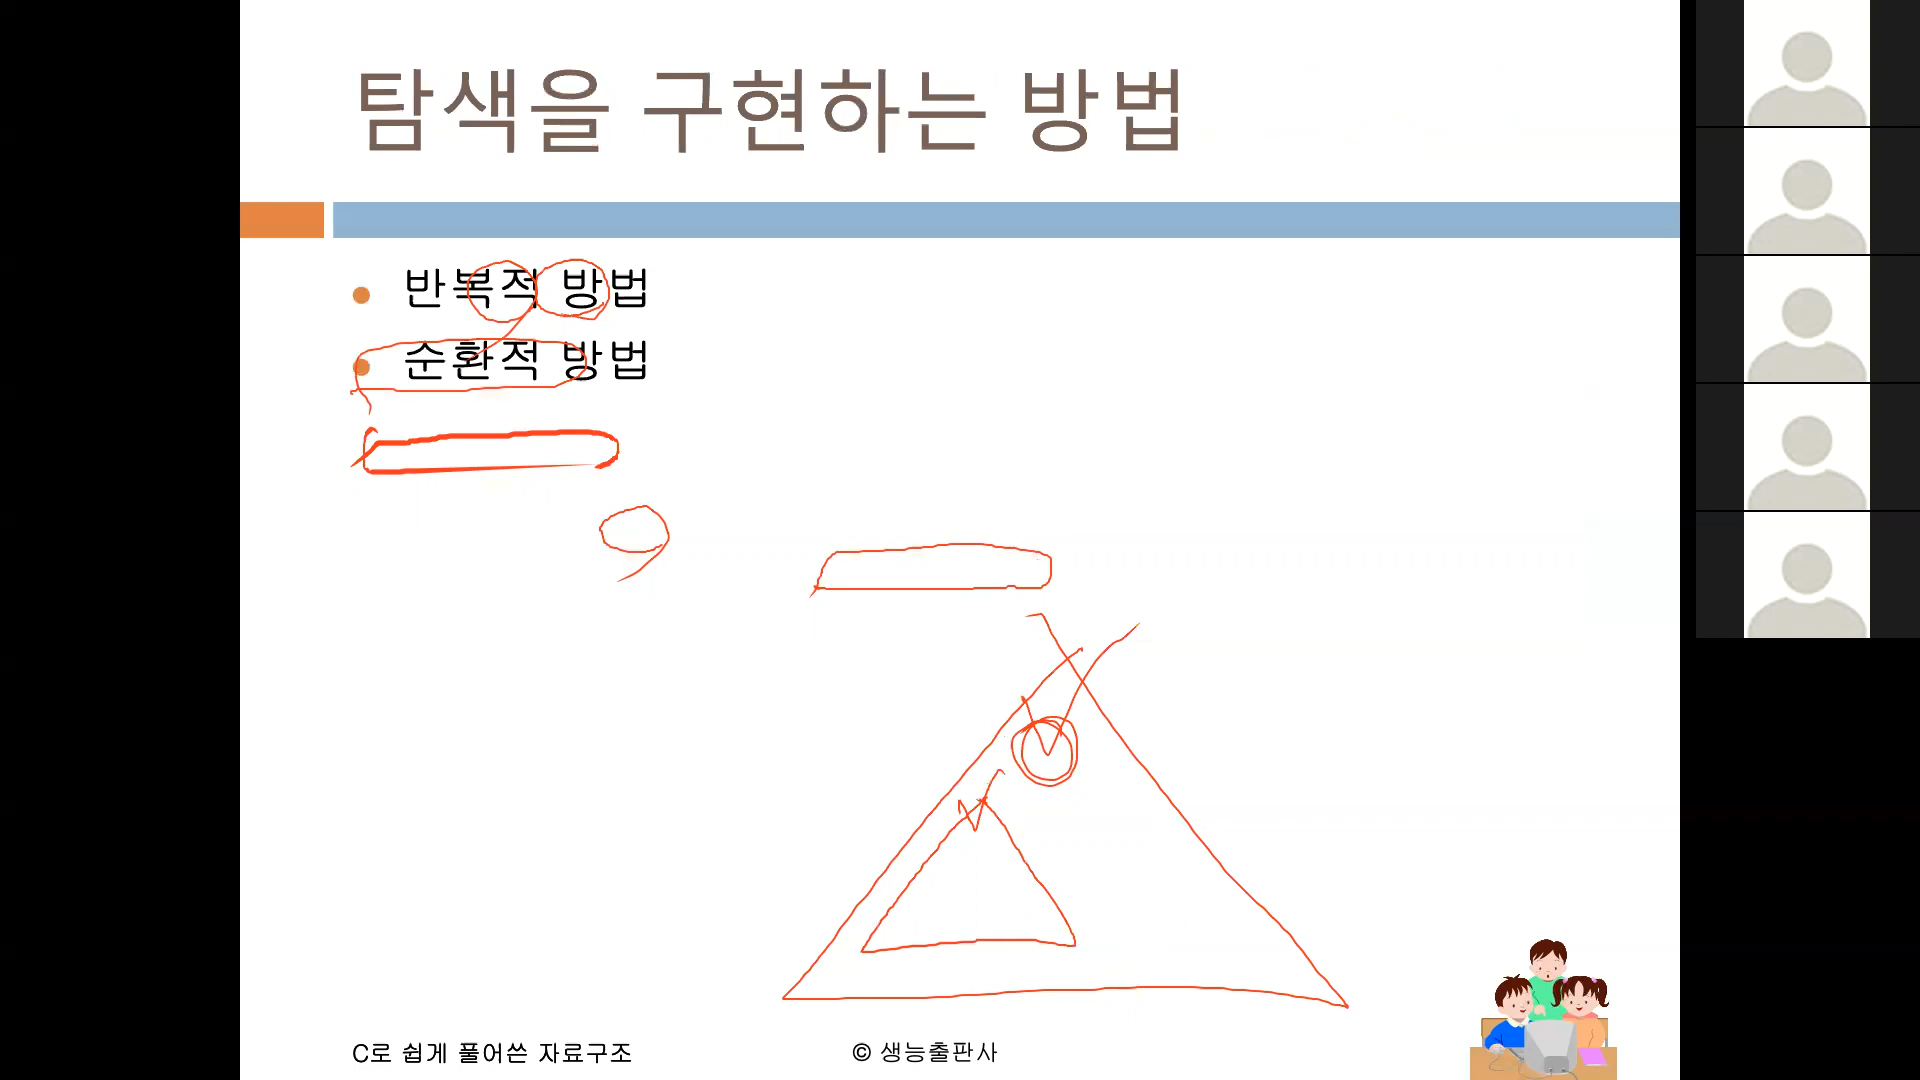 탐색을 구현하는 방법
반복적 방법
순환적 방법
C로 쉽게 풀어쓴 자료구조
© 생능출판사